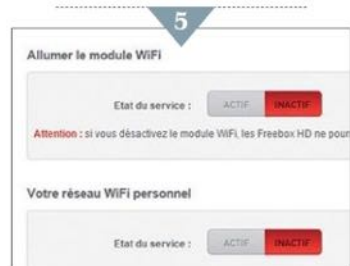 5
Allumer le module WiFi
Etat du service : ACTIF INACTIF
Attention : si vous désactivez le module WiFi, les Freebox HD ne pour
Votre réseau WiFi personnel
Etat du service : ACTIF INACTIF